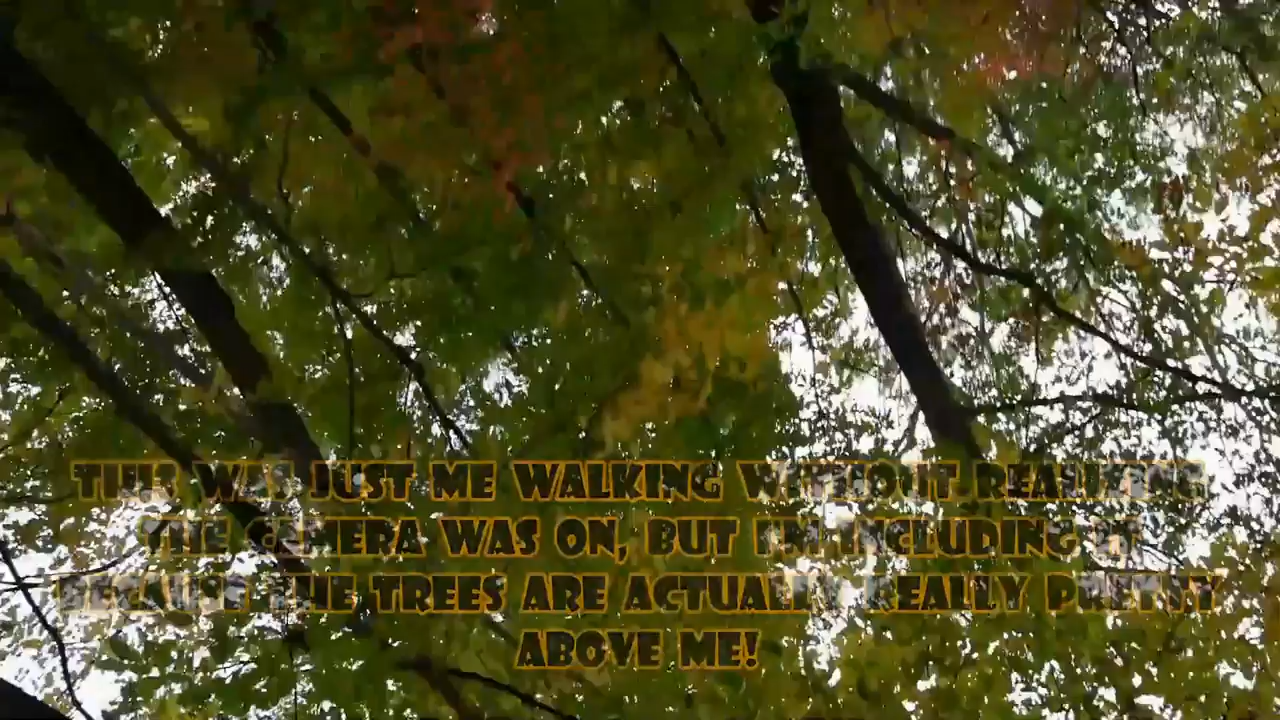 THIS WAS JUST ME WALKING WITHOUT REALIZING
THE CAMERA WAS ON, BUT I'M INCLUDING IT
BECAUSE THE TREES ARE ACTUALLY REALLY PRETTY
ABOVE ME!